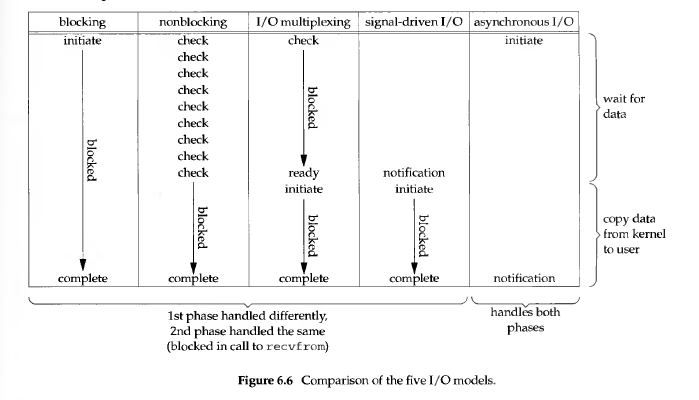 blocking nonblocking I/O multiplexing signal-driven I/O asynchronous I/O
initiate check check initiate
check
check
check
check
check
check
check
check ready notification
initiate initiate
blocked
blocked
blocked
blocked
blocked
complete complete complete complete notification
wait for
data
copy data
from kernel
to user
1st phase handled differently,
2nd phase handled the same
(blocked in call to recvfrom)
handles both
phases
Figure 6.6 Comparison of the five I/O models.